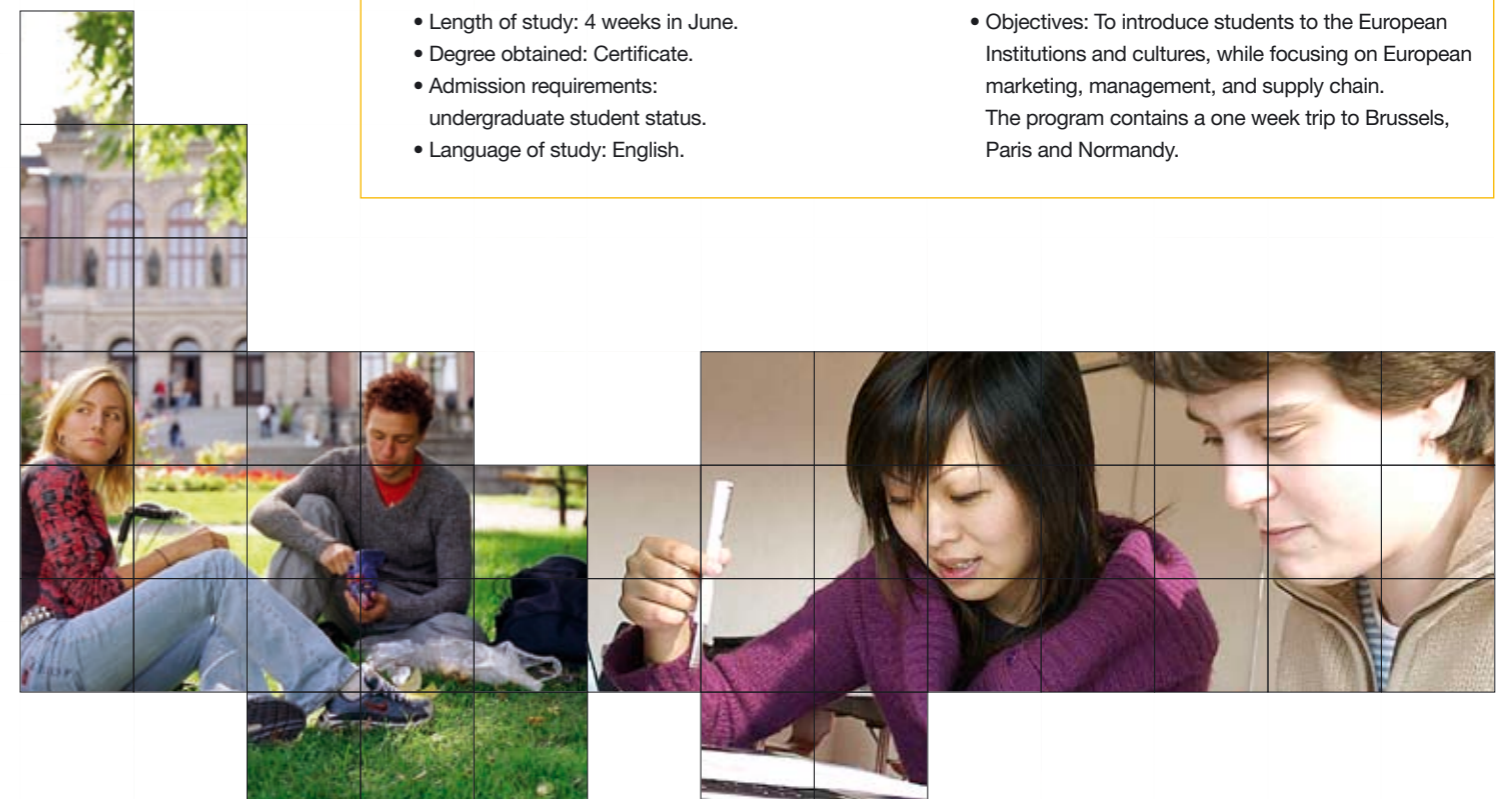 • Length of study: 4 weeks in June.
• Degree obtained: Certificate.
• Admission requirements:
undergraduate student status.
• Language of study: English.
• Objectives: To introduce students to the European
Institutions and cultures, while focusing on European
marketing, management, and supply chain.
The program contains a one week trip to Brussels,
Paris and Normandy.